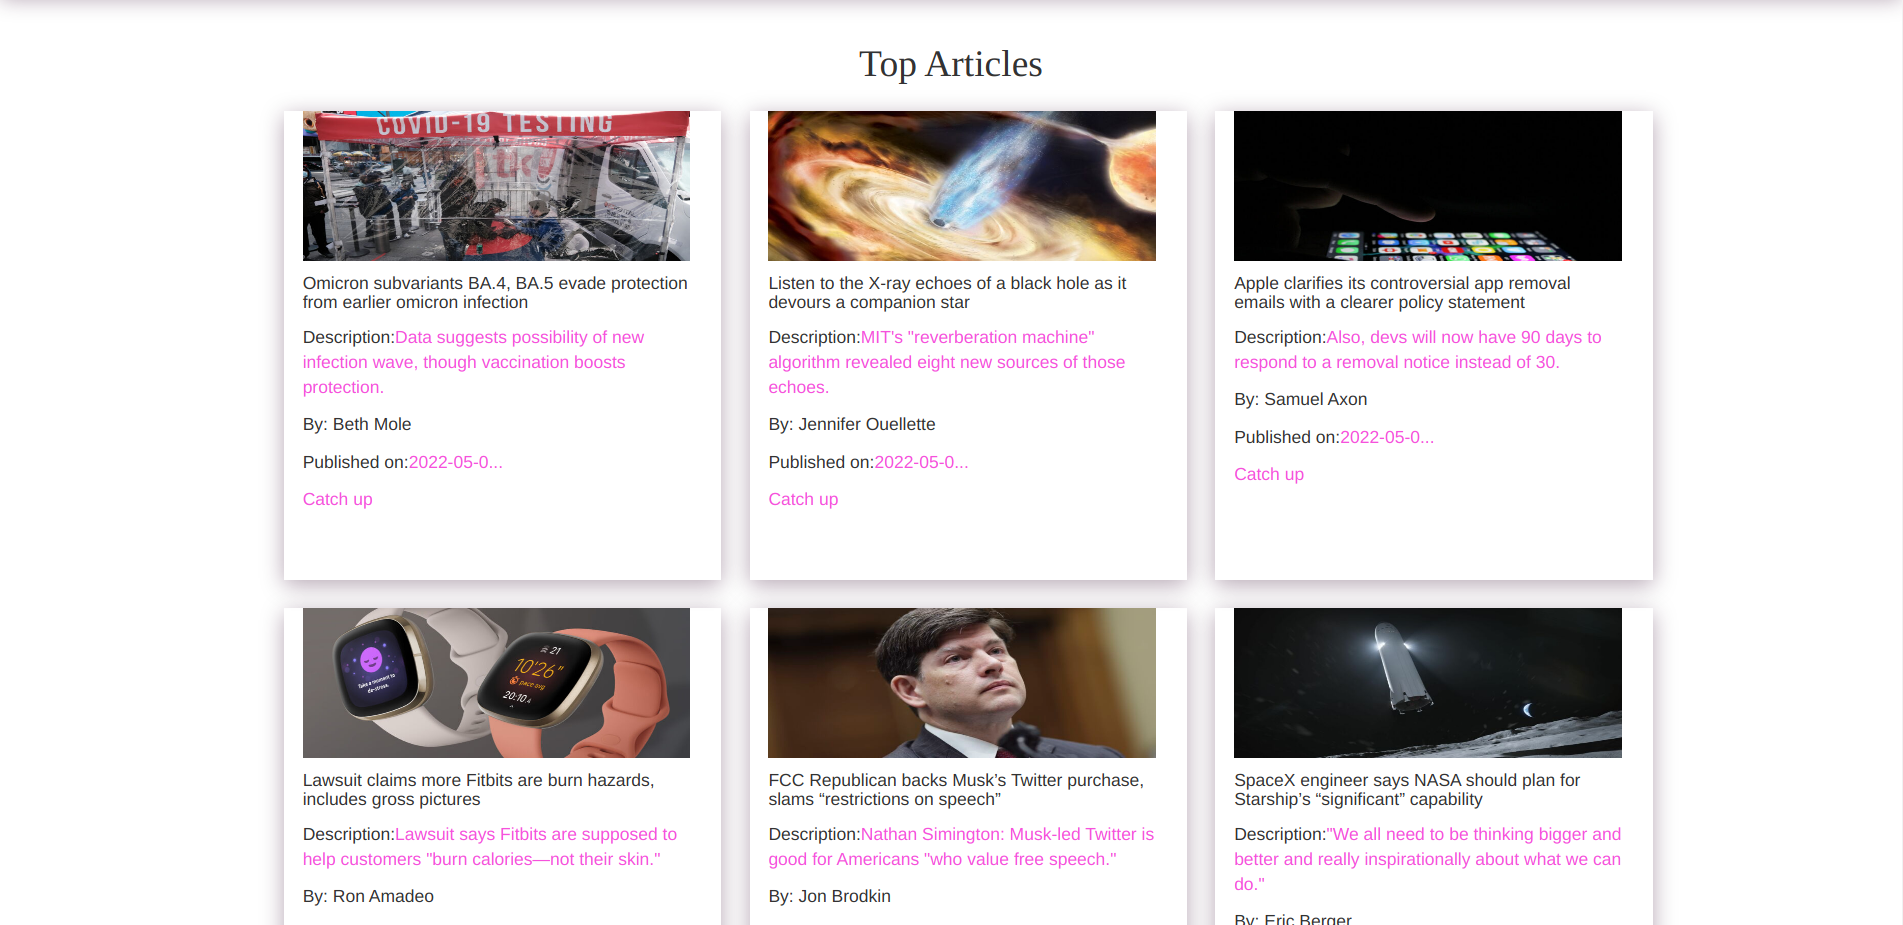 Top Articles
COVID-19 TESTING
Omicron subvariants BA.4, BA.5 evade protection
from earlier omicron infection
Description:Data suggests possibility of new
infection wave, though vaccination boosts
protection.
By: Beth Mole
Published on:2022-05-0...
Catch up
Listen to the X-ray echoes of a black hole as it
devours a companion star
Description:MIT's "reverberation machine"
algorithm revealed eight new sources of those
echoes.
By: Jennifer Ouellette
Published on:2022-05-0...
Catch up
Apple clarifies its controversial app removal
emails with a clearer policy statement
Description:Also, devs will now have 90 days to
respond to a removal notice instead of 30.
By: Samuel Axon
Published on:2022-05-0...
Catch up
Take a moment to
de-stress.
21
10'26"
pace avg
20:10
Lawsuit claims more Fitbits are burn hazards,
includes gross pictures
Description:Lawsuit says Fitbits are supposed to
help customers "burn calories—not their skin."
By: Ron Amadeo
FCC Republican backs Musk’s Twitter purchase,
slams “restrictions on speech”
Description:Nathan Simington: Musk-led Twitter is
good for Americans "who value free speech."
By: Jon Brodkin
SpaceX engineer says NASA should plan for
Starship’s “significant” capability
Description:"We all need to be thinking bigger and
better and really inspirationally about what we can
do."
By: Eric Berger